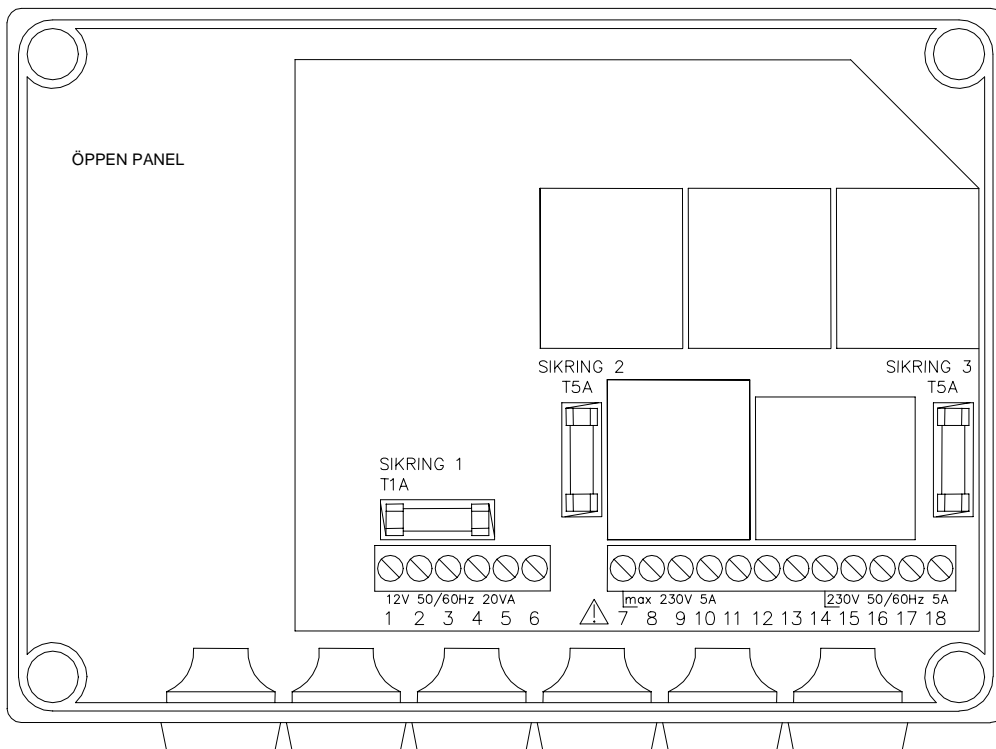 ÖPPEN PANEL
SIKRING 2
T5A
SIKRING 3
T5A
SIKRING 1
T1A
12V 50/60Hz 20VA
1 2 3 4 5 6
max 230V 5A
230V 50/60Hz 5A
7 8 9 10 11 12 13 14 15 16 17 18